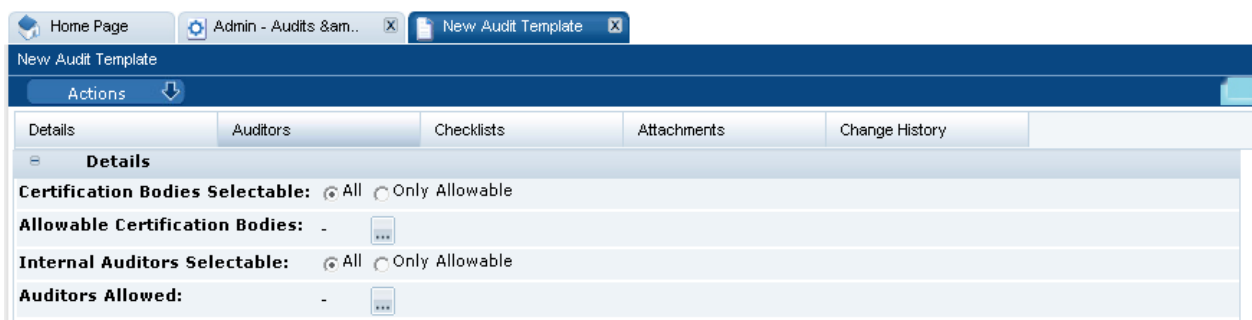 Home Page Admin - Audits &am.. X New Audit Template X
New Audit Template
Actions
Details Auditors Checklists Attachments Change History
Details
Certification Bodies Selectable: All Only Allowable
Allowable Certification Bodies: - ...
Internal Auditors Selectable: All Only Allowable
Auditors Allowed: - ...